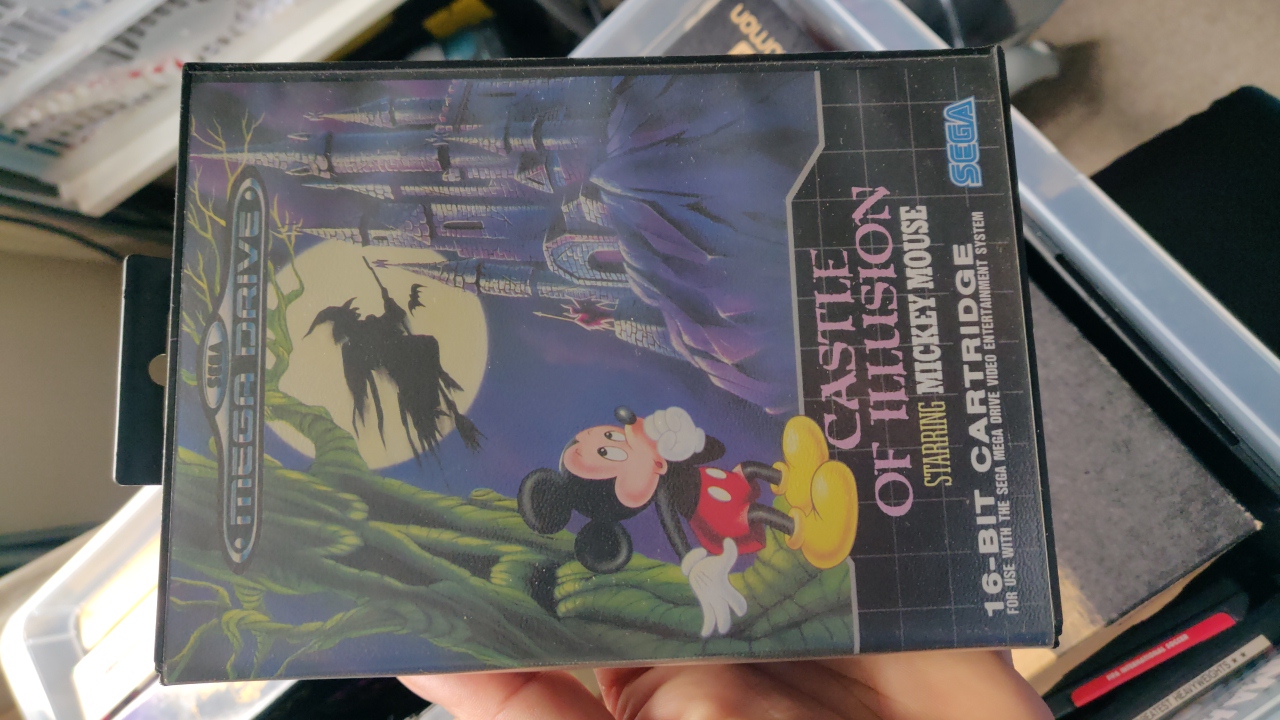 SEGA
MEGA DRIVE
CASTLE
OF ILLUSION
STARRING MICKEY MOUSE
16-BIT CARTRIDGE
FOR USE WITH THE SEGA MEGA DRIVE VIDEO ENTERTAINMENT SYSTEM
SEGA